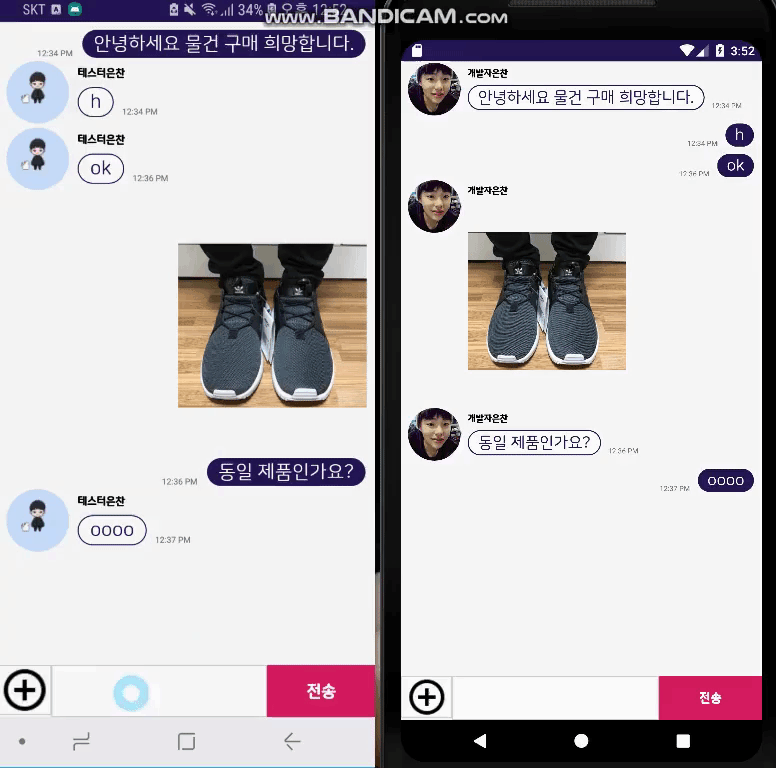 SKT
34%
오후 12:52
www.BANDICAM.com
안녕하세요 물건 구매 희망합니다.
12:34 PM
테스터은찬
h
12:34 PM
테스터은찬
ok
12:36 PM
동일 제품인가요?
12:36 PM
테스터은찬
oooo
12:37 PM
전송
3:52
개발자은찬
안녕하세요 물건 구매 희망합니다.
12:34 PM
h
12:34 PM
ok
12:36 PM
개발자은찬
개발자은찬
동일 제품인가요?
12:36 PM
oooo
12:37 PM
전송